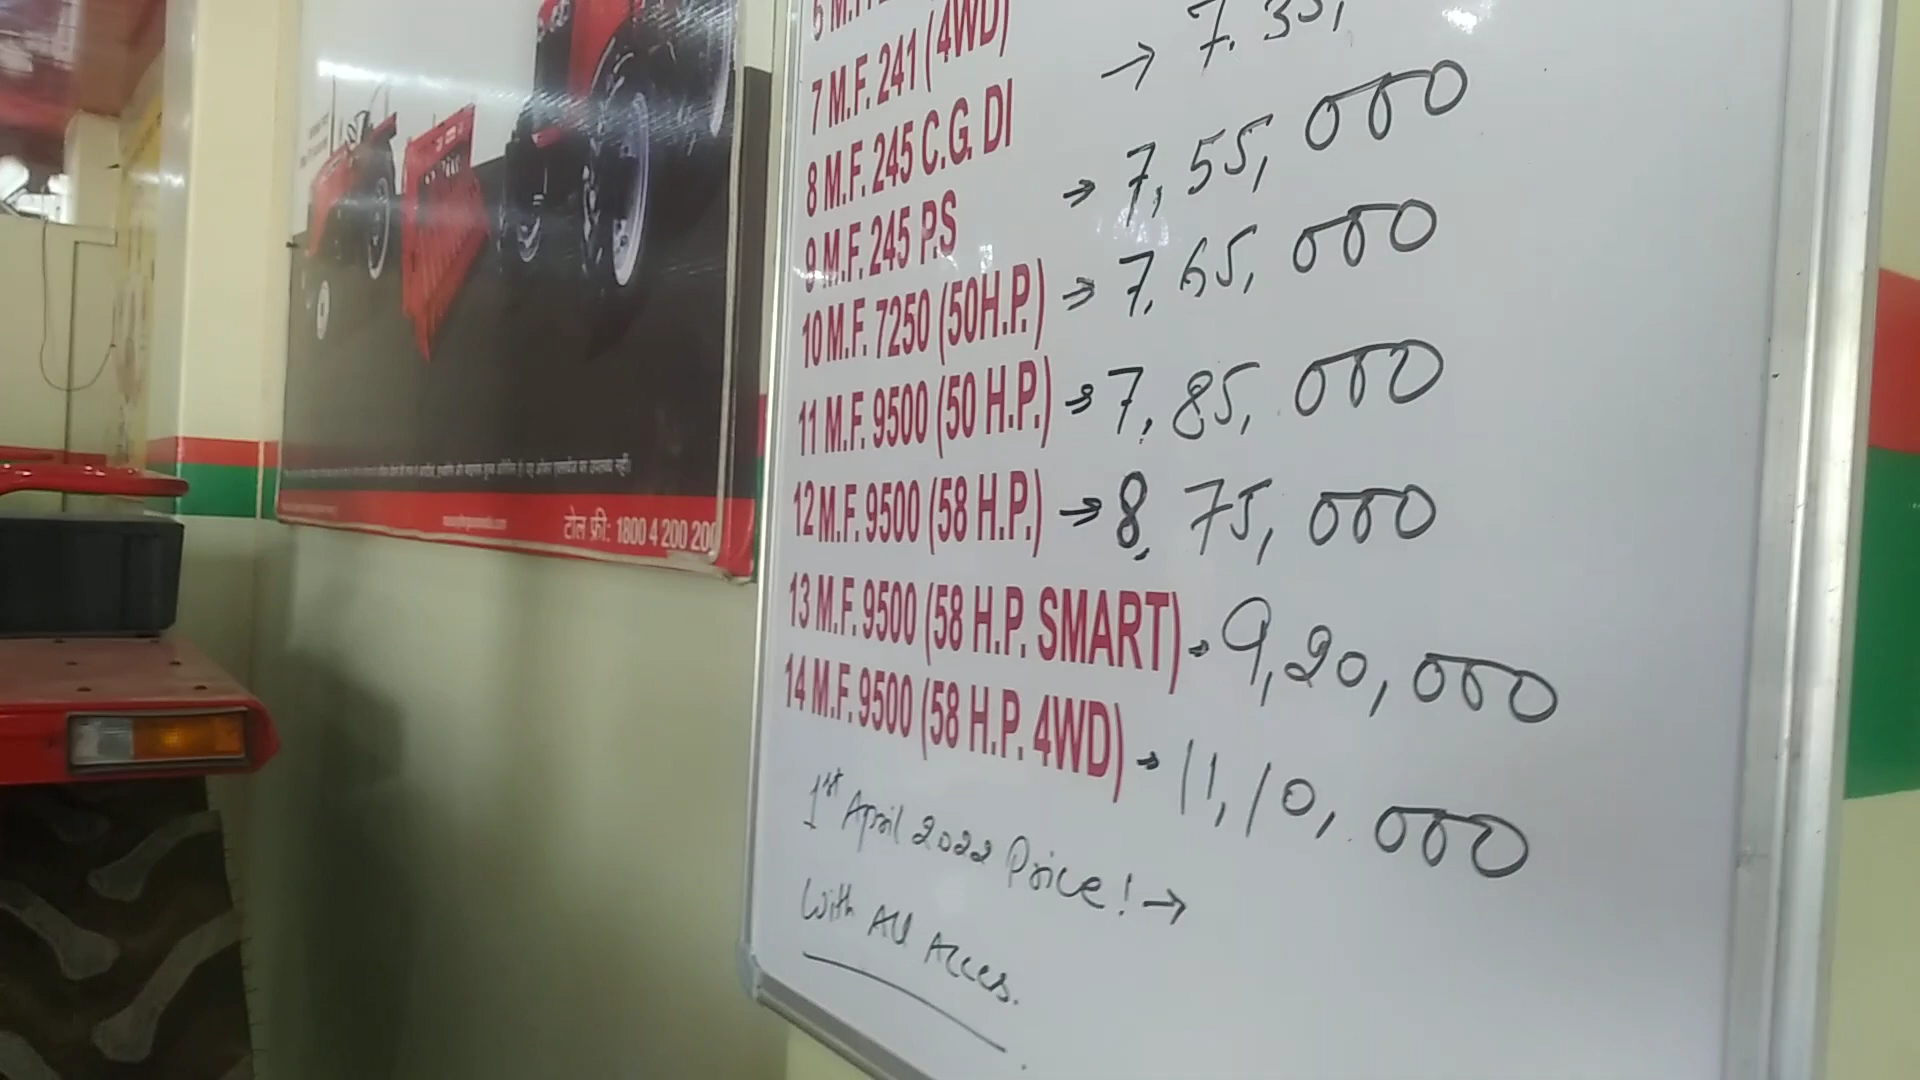 7 M.F. 241 (4WD)
8 M.F. 245 C.G. DI → 7.35,
9 M.F. 245 P.S → 7,55,000
10 M.F. 7250 (50H.P.) → 7,65,000
11 M.F. 9500 (50 H.P.) → 7,85,000
12 M.F. 9500 (58 H.P.) → 8,75,000
13 M.F. 9500 (58 H.P. SMART) → 9,20,000
14 M.F. 9500 (58 H.P. 4WD) → 11,10,000
1st April 2022 Price! →
With All Acces.
टोल फ्री: 1800 4 200 200